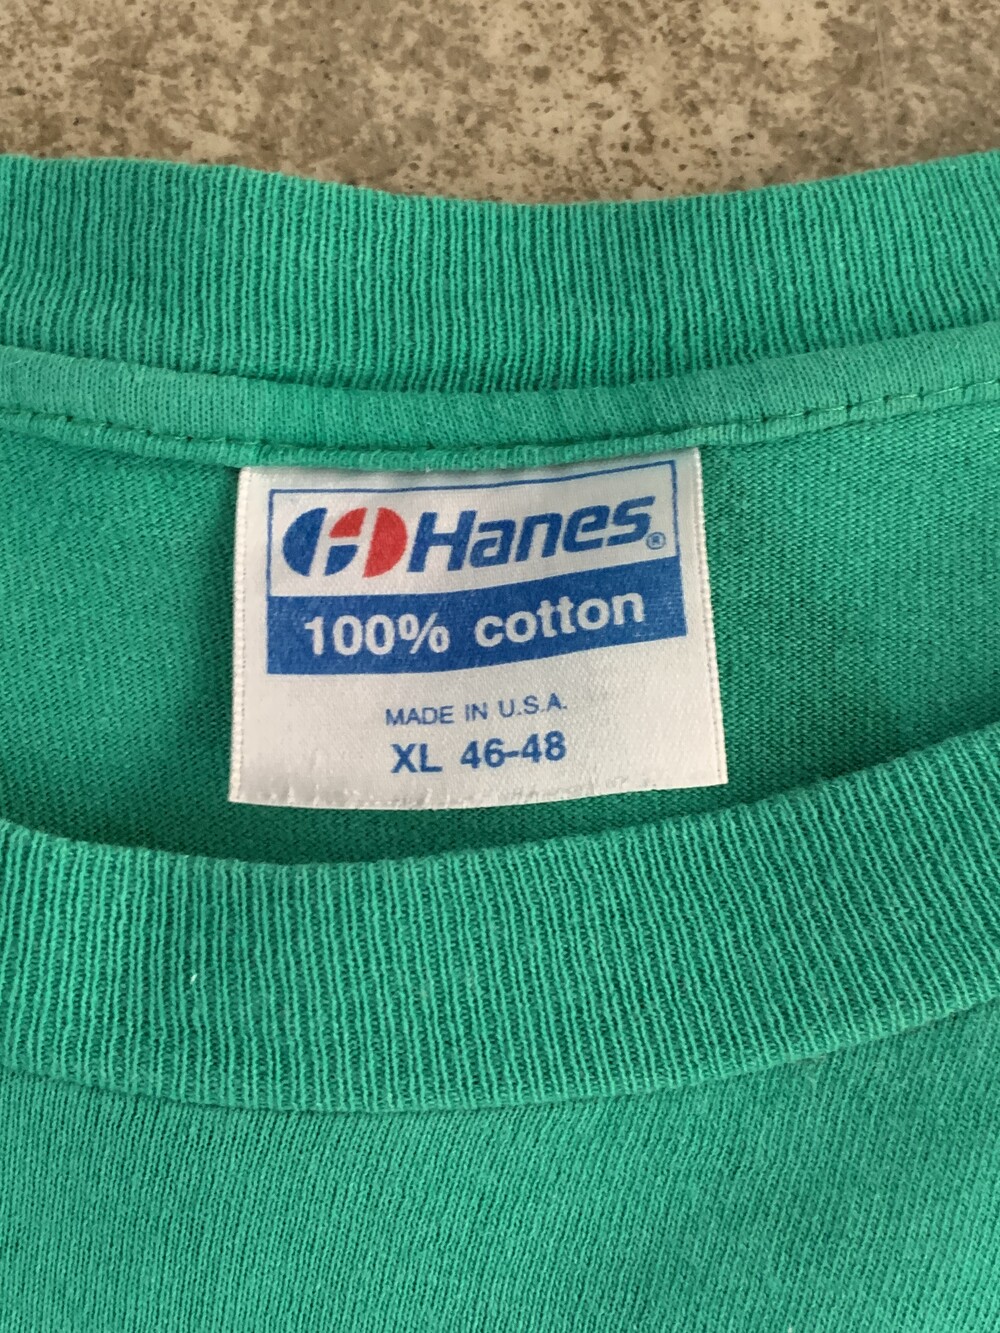 Hanes®
100% cotton
MADE IN U.S.A.
XL 46-48